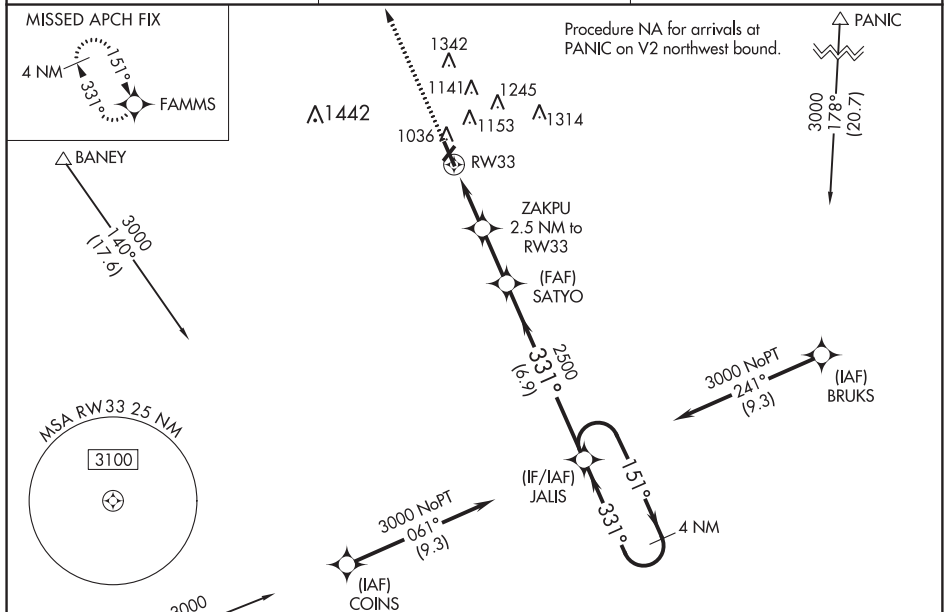 MISSED APCH FIX
4 NM
151°
331°
FAMMS
Procedure NA for arrivals at
PANIC on V2 northwest bound.
PANIC
3000
178°
(20.7)
1342
1141
1245
1442
1153
1314
1036
RW33
BANEY
3000
140°
(17.6)
ZAKPU
2.5 NM to
RW33
(FAF)
SATYO
2500
331°
(6.9)
3000 NoPT
241°
(9.3)
(IAF)
BRUKS
MSA RW33 25 NM
3100
(IF/IAF)
JALIS
151°
331°
4 NM
3000 NoPT
061°
(9.3)
(IAF)
COINS
3000